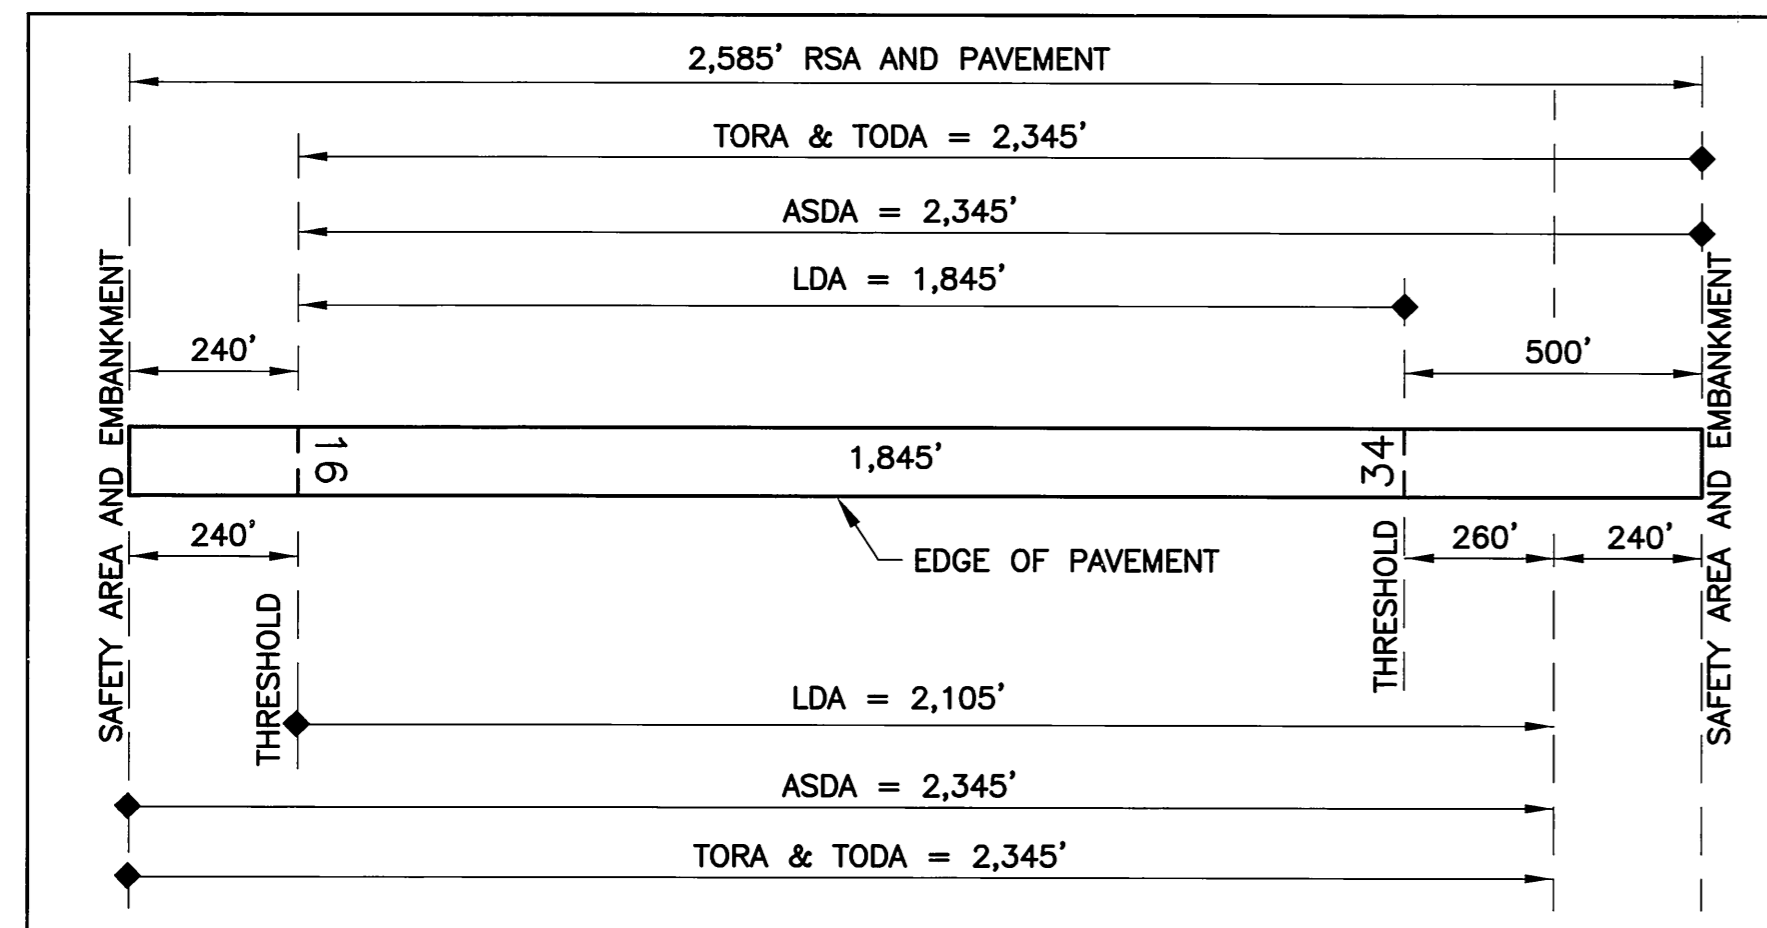 2,585' RSA AND PAVEMENT
TORA & TODA = 2,345'
ASDA = 2,345'
LDA = 1,845'
240'
500'
SAFETY AREA AND EMBANKMENT
16
1,845'
34
SAFETY AREA AND EMBANKMENT
240'
EDGE OF PAVEMENT
260'
240'
THRESHOLD
THRESHOLD
LDA = 2,105'
ASDA = 2,345'
TORA & TODA = 2,345'